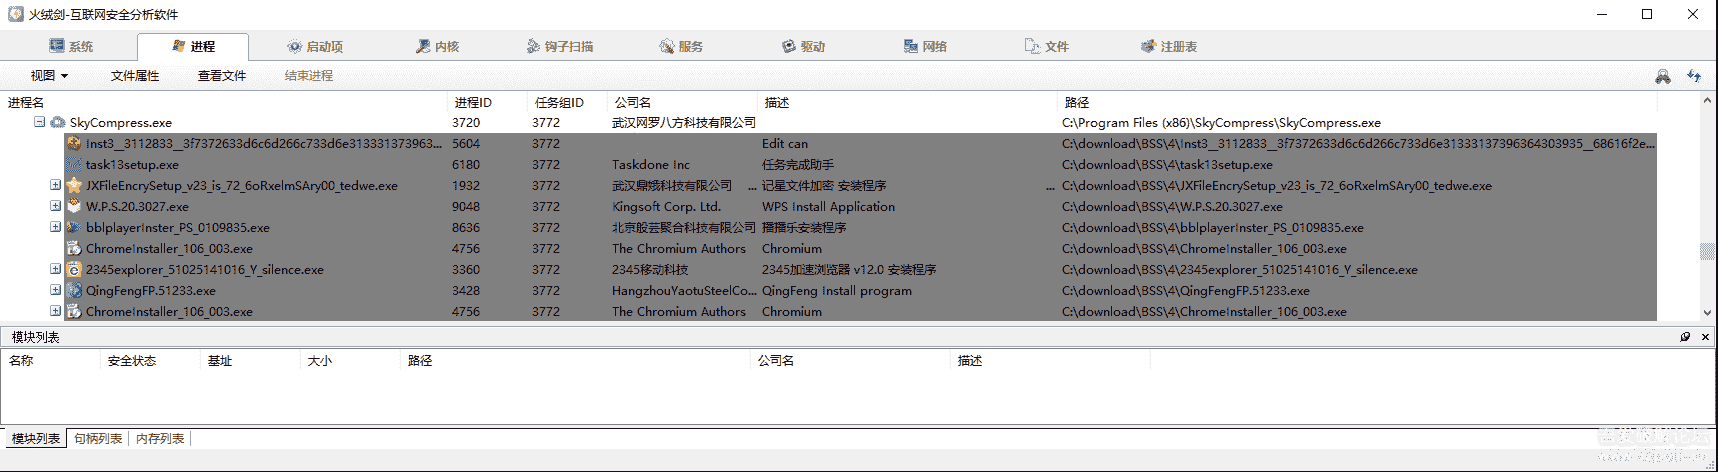 火绒剑-互联网安全分析软件
系统 进程 启动项 内核 钩子扫描 服务 驱动 网络 文件 注册表
视图 文件属性 查看文件 结束进程
进程名 进程ID 任务组ID 公司名 描述 路径
SkyCompress.exe 3720 3772 武汉网罗八方科技有限公司 C:\Program Files (x86)\SkyCompress\SkyCompress.exe
Inst3__3112833__3f7372633d6c6d266c733d6e313331373963... 5604 3772 Edit can C:\download\BSS\4\Inst3__3112833__3f7372633d6c6d266c733d6e31333137396364303935__68616f2e...
task13setup.exe 6180 3772 Taskdone Inc 任务完成助手 C:\download\BSS\4\task13setup.exe
JXFileEncrySetup_v23_is_72_6oRxelmSAry00_tedwe.exe 1932 3772 武汉鼎娥科技有限公司 ... 记星文件加密 安装程序 ... C:\download\BSS\4\JXFileEncrySetup_v23_is_72_6oRxelmSAry00_tedwe.exe
W.P.S.20.3027.exe 9048 3772 Kingsoft Corp. Ltd. WPS Install Application C:\download\BSS\4\W.P.S.20.3027.exe
bblplayerInster_PS_0109835.exe 8636 3772 北京般芸聚合科技有限公司 播播乐安装程序 C:\download\BSS\4\bblplayerInster_PS_0109835.exe
ChromeInstaller_106_003.exe 4756 3772 The Chromium Authors Chromium C:\download\BSS\4\ChromeInstaller_106_003.exe
2345explorer_51025141016_Y_silence.exe 3360 3772 2345移动科技 2345加速浏览器 v12.0 安装程序 C:\download\BSS\4\2345explorer_51025141016_Y_silence.exe
QingFengFP.51233.exe 3428 3772 HangzhouYaotuSteelCo... QingFeng Install program C:\download\BSS\4\QingFengFP.51233.exe
ChromeInstaller_106_003.exe 4756 3772 The Chromium Authors Chromium C:\download\BSS\4\ChromeInstaller_106_003.exe
模块列表
名称 安全状态 基址 大小 路径 公司名 描述
模块列表 句柄列表 内存列表